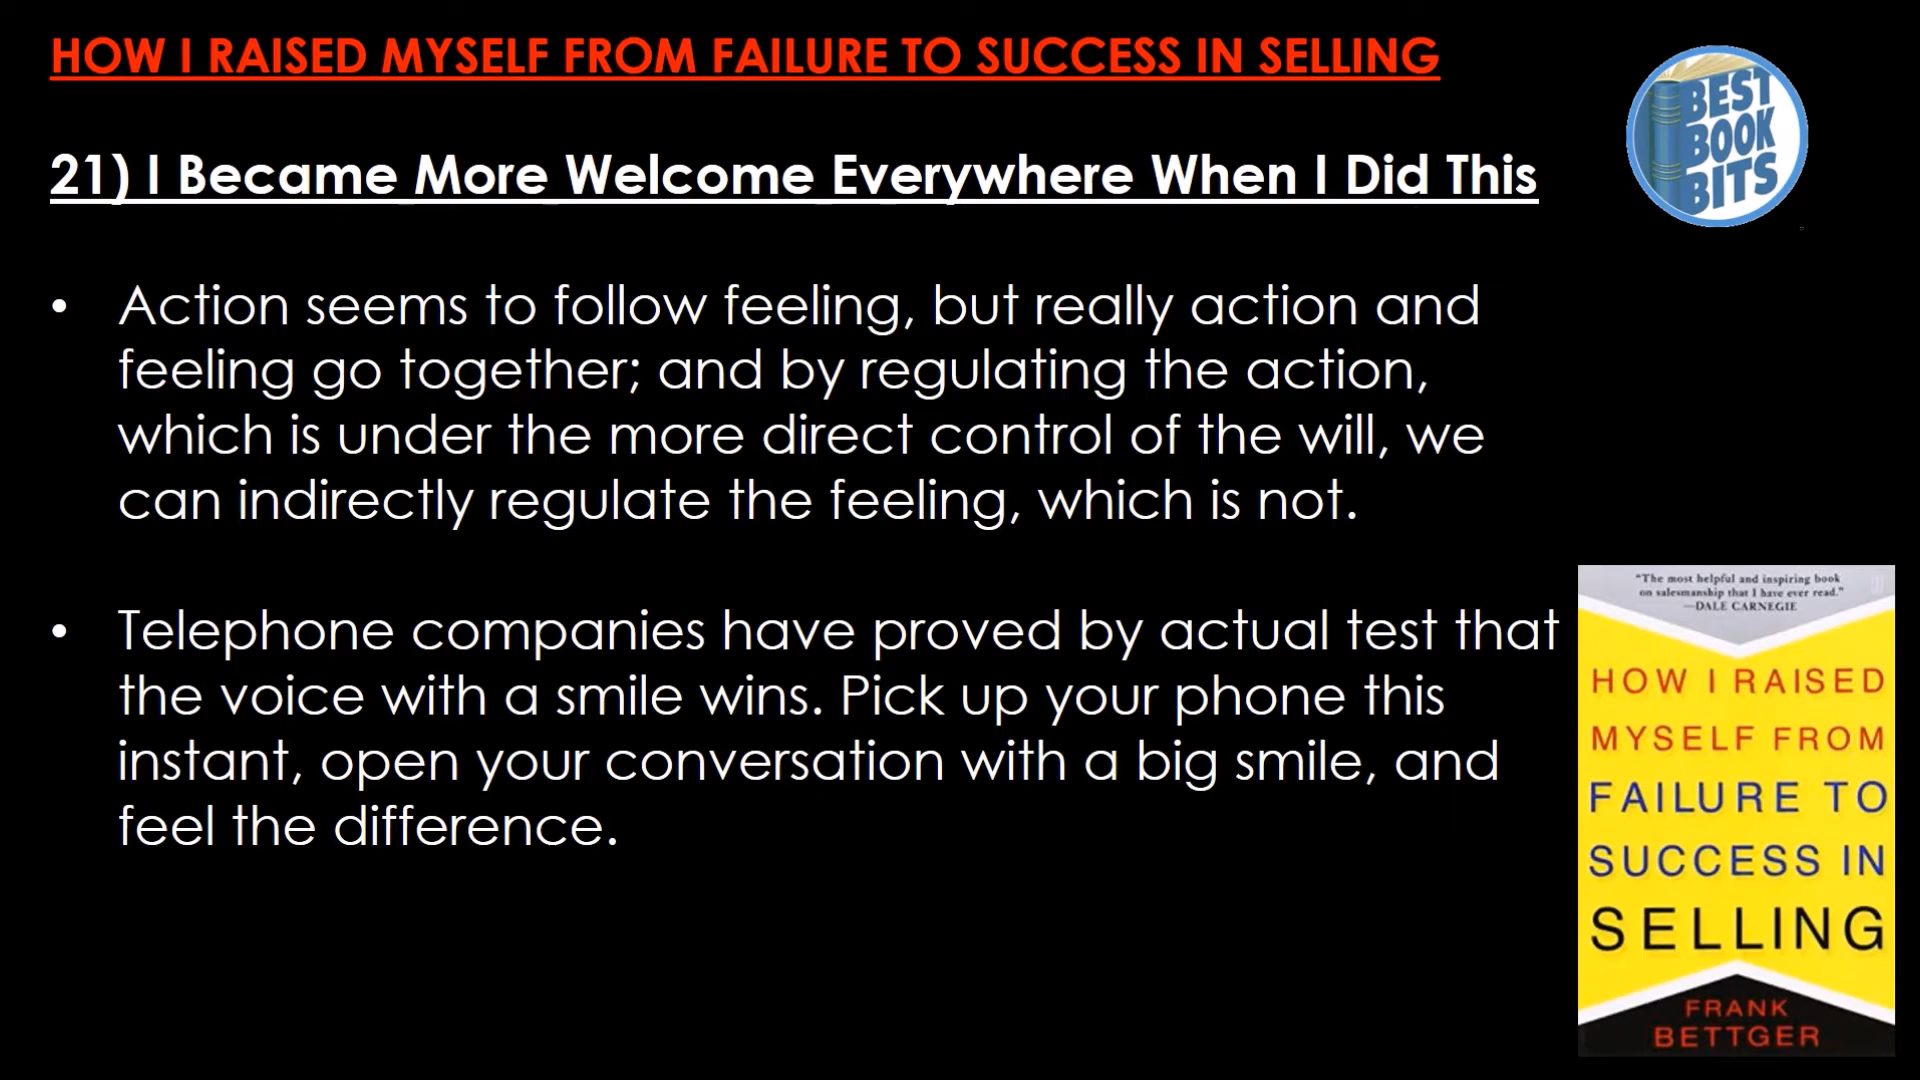 HOW I RAISED MYSELF FROM FAILURE TO SUCCESS IN SELLING
BEST
BOOK
BITS
21) I Became More Welcome Everywhere When I Did This
• Action seems to follow feeling, but really action and
feeling go together; and by regulating the action,
which is under the more direct control of the will, we
can indirectly regulate the feeling, which is not.
• Telephone companies have proved by actual test that
the voice with a smile wins. Pick up your phone this
instant, open your conversation with a big smile, and
feel the difference.
"The most helpful and inspiring book
on salesmanship that I have ever read."
—DALE CARNEGIE
HOW I RAISED
MYSELF FROM
FAILURE TO
SUCCESS IN
SELLING
FRANK
BETTGER